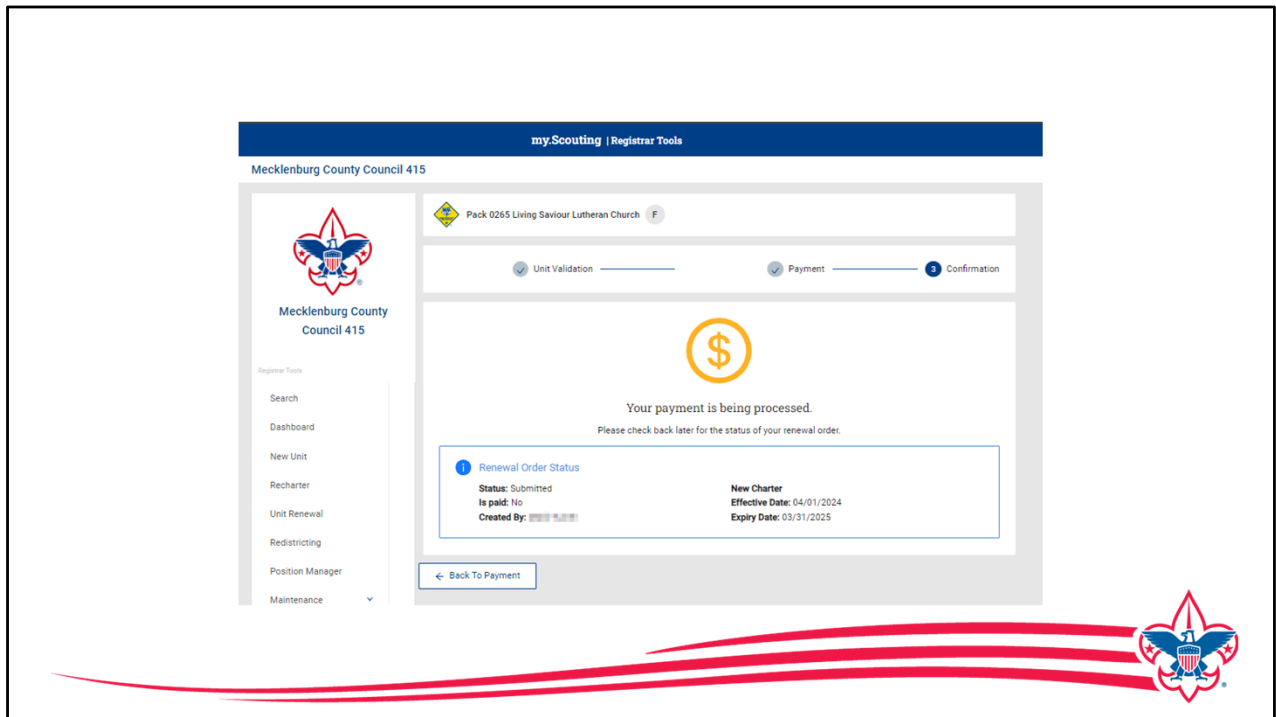 my.Scouting | Registrar Tools
Mecklenburg County Council 415
Mecklenburg County
Council 415
Registrar Tools
Search
Dashboard
New Unit
Recharter
Unit Renewal
Redistricting
Position Manager
Maintenance
Pack 0265 Living Saviour Lutheran Church F
Unit Validation
Payment
3 Confirmation
$
Your payment is being processed.
Please check back later for the status of your renewal order.
i Renewal Order Status
Status: Submitted
Is paid: No
Created By:
New Charter
Effective Date: 04/01/2024
Expiry Date: 03/31/2025
← Back To Payment